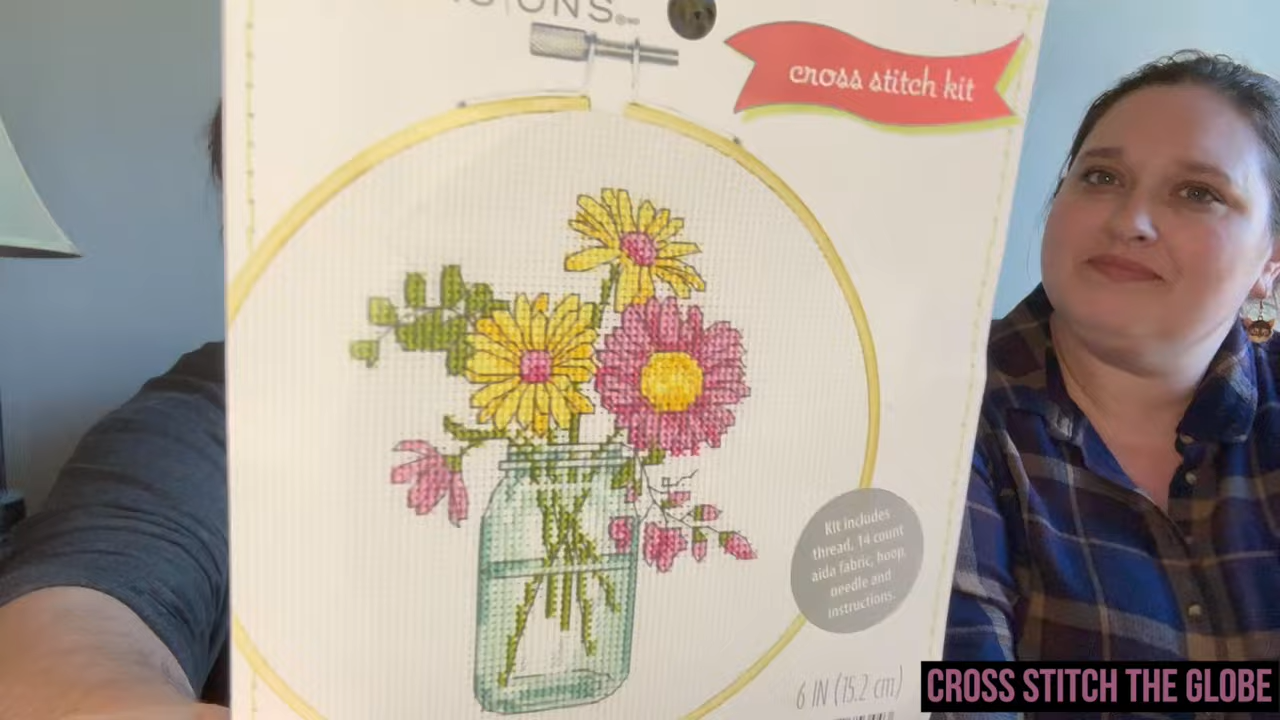 cross stitch kit
Kit includes
thread, 14 count
aida fabric, hoop,
needle and
instructions.
6 IN (15.2 cm)
CROSS STITCH THE GLOBE